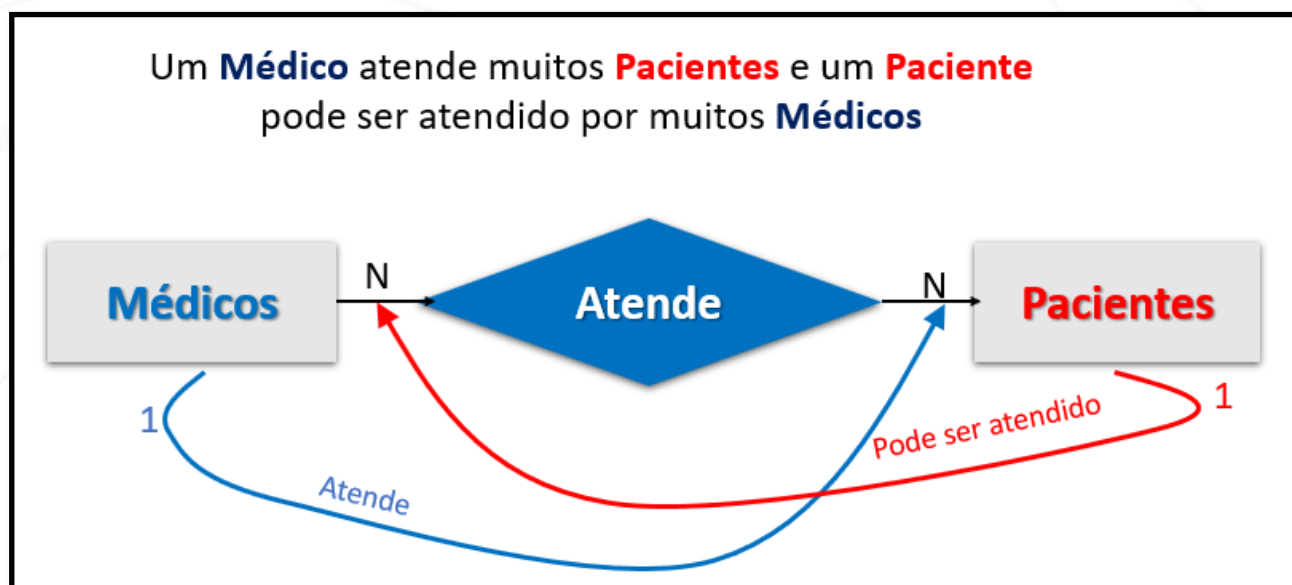 Um Médico atende muitos Pacientes e um Paciente
pode ser atendido por muitos Médicos
Médicos
N
Atende
N
Pacientes
1
Atende
Pode ser atendido
1